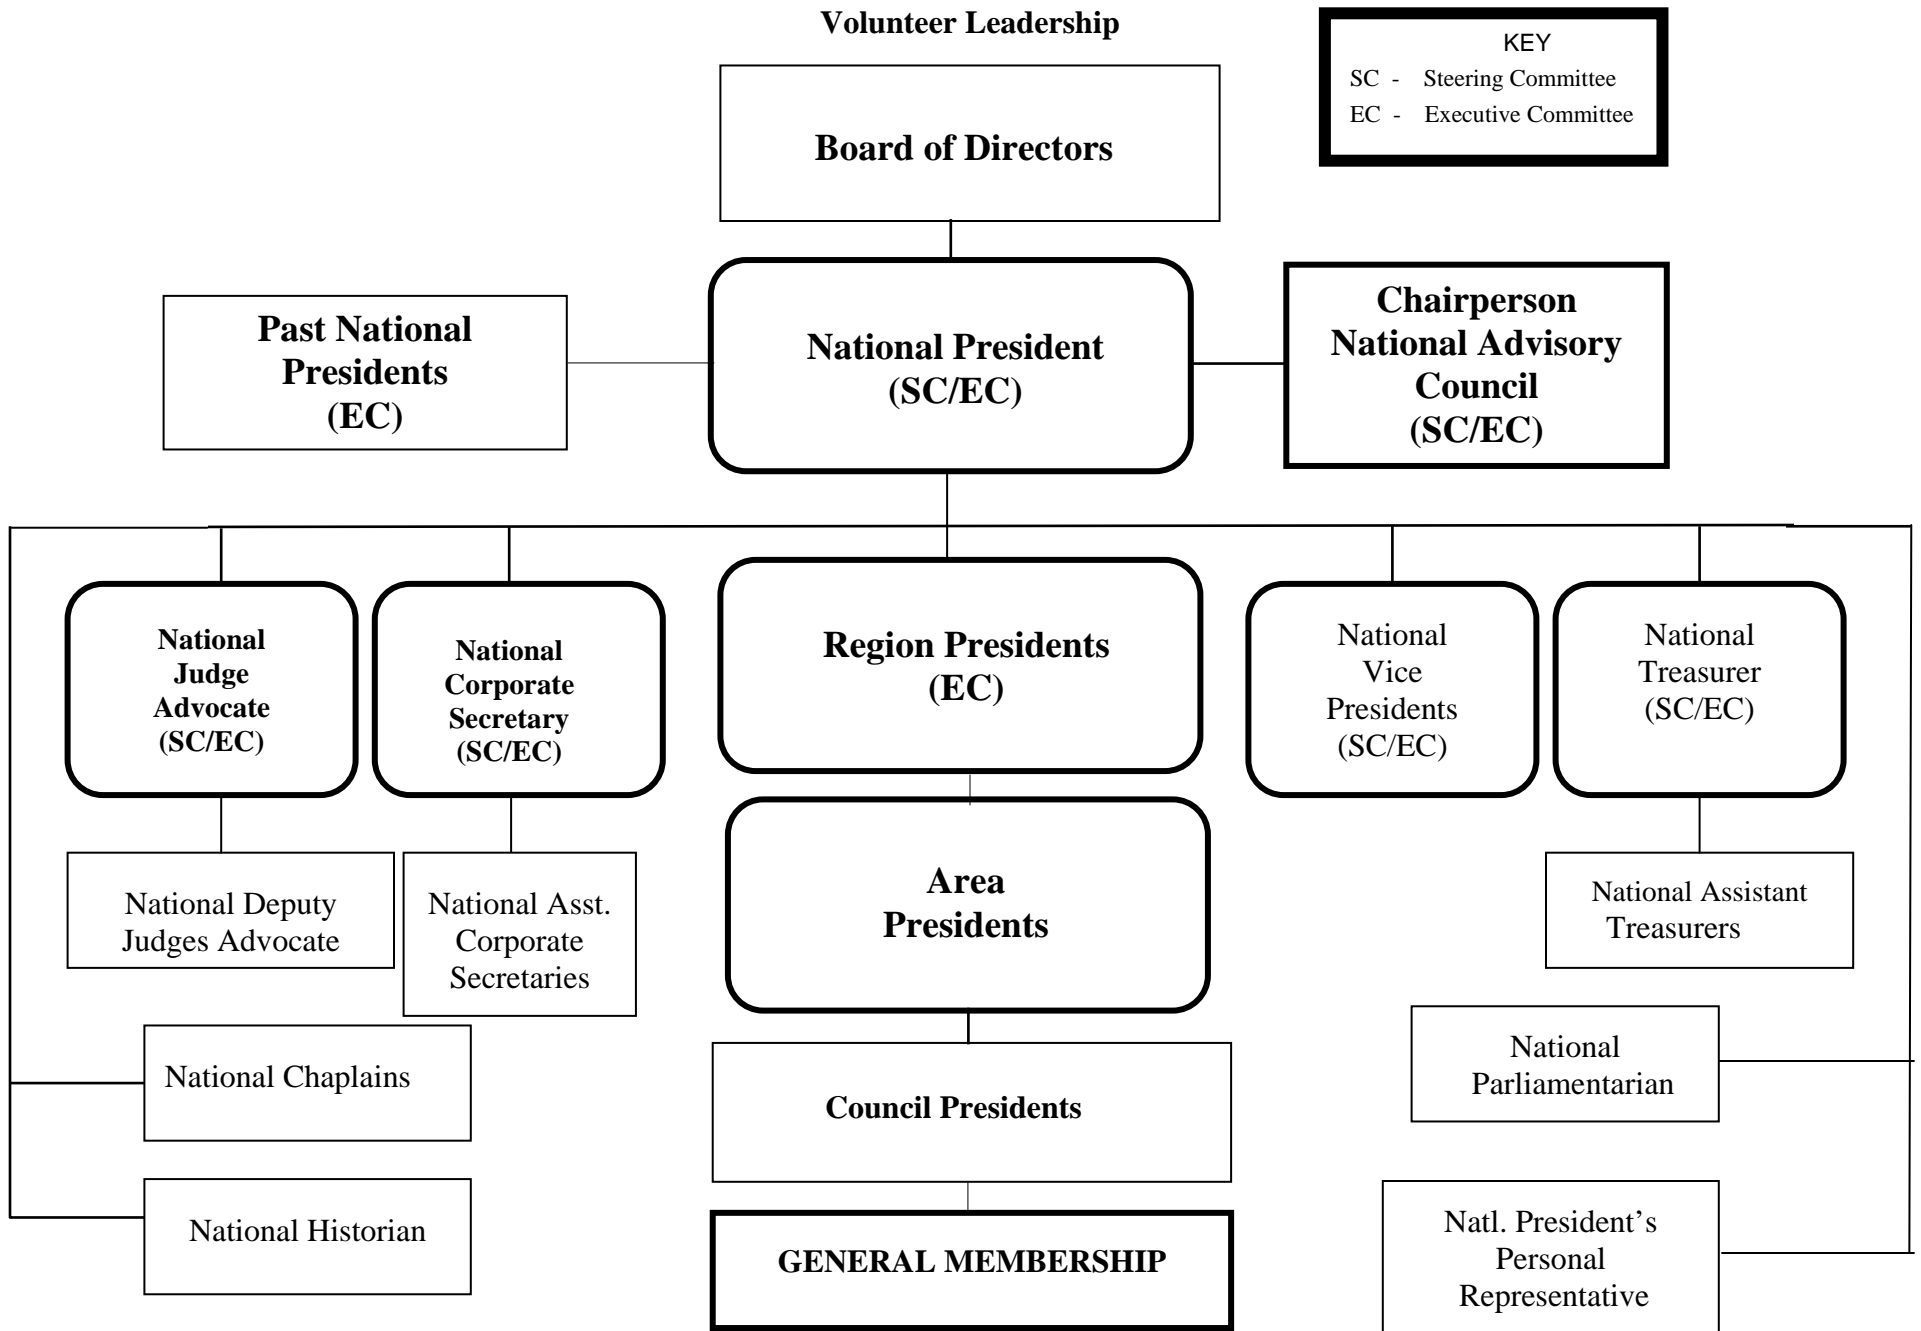 Volunteer Leadership
KEY
SC - Steering Committee
EC - Executive Committee
Board of Directors
Past National
Presidents
(EC)
National President
(SC/EC)
Chairperson
National Advisory
Council
(SC/EC)
National
Judge
Advocate
(SC/EC)
National
Corporate
Secretary
(SC/EC)
Region Presidents
(EC)
National
Vice
Presidents
(SC/EC)
National
Treasurer
(SC/EC)
National Deputy
Judges Advocate
National Asst.
Corporate
Secretaries
Area
Presidents
National Assistant
Treasurers
National Chaplains
Council Presidents
National
Parliamentarian
National Historian
GENERAL MEMBERSHIP
Natl. President’s
Personal
Representative